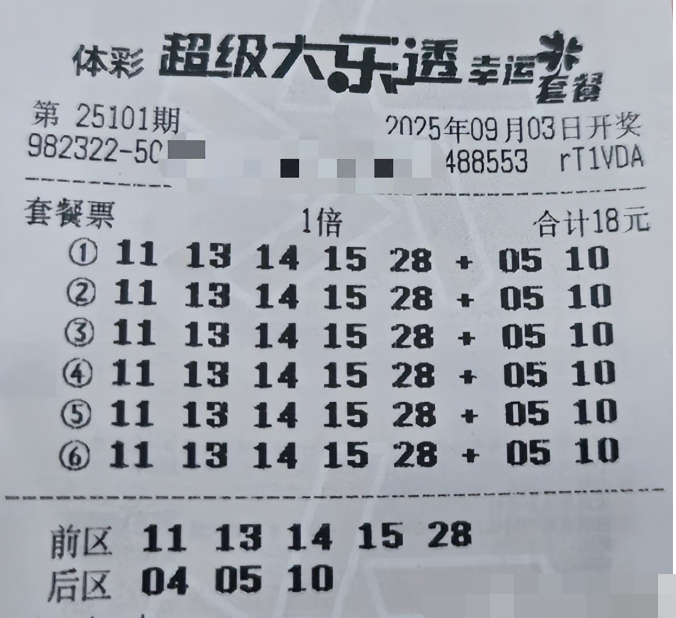 体彩 超级大乐透 幸运套餐
第 25101期 2025年09月03日开奖
982322-50 488553 rT1VDA
套餐票 1倍 合计18元
① 11 13 14 15 28 + 05 10
② 11 13 14 15 28 + 05 10
③ 11 13 14 15 28 + 05 10
④ 11 13 14 15 28 + 05 10
⑤ 11 13 14 15 28 + 05 10
⑥ 11 13 14 15 28 + 05 10
前区 11 13 14 15 28
后区 04 05 10